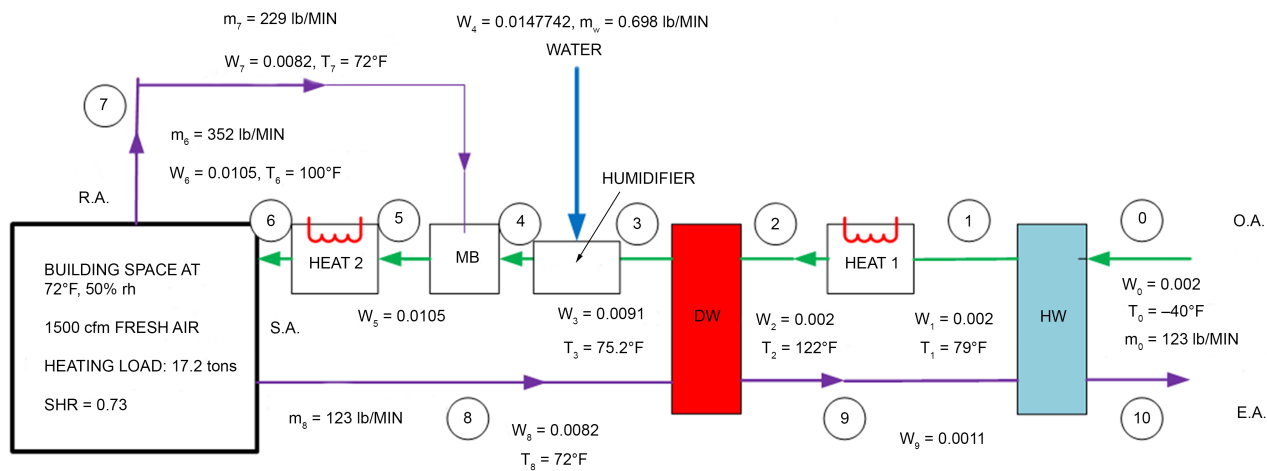 m7 = 229 lb/MIN
W7 = 0.0082, T7 = 72°F
W4 = 0.0147742, mw = 0.698 lb/MIN
WATER
7
m6 = 352 lb/MIN
W6 = 0.0105, T6 = 100°F
R.A.
HUMIDIFIER
6
5
4
3
2
1
0
O.A.
HEAT 2
MB
HEAT 1
BUILDING SPACE AT
72°F, 50% rh
1500 cfm FRESH AIR
HEATING LOAD: 17.2 tons
SHR = 0.73
S.A.
W5 = 0.0105
W3 = 0.0091
T3 = 75.2°F
DW
W2 = 0.002
T2 = 122°F
W1 = 0.002
T1 = 79°F
HW
W0 = 0.002
T0 = –40°F
m0 = 123 lb/MIN
m8 = 123 lb/MIN
8
W8 = 0.0082
T8 = 72°F
9
W9 = 0.0011
10
E.A.